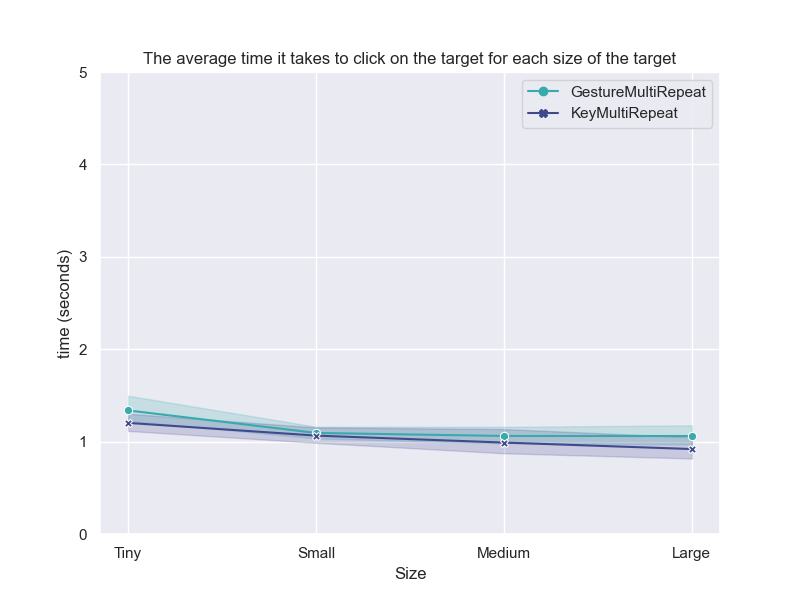 The average time it takes to click on the target for each size of the target
GestureMultiRepeat
KeyMultiRepeat
5
4
3
2
1
0
time (seconds)
Tiny
Small
Medium
Large
Size